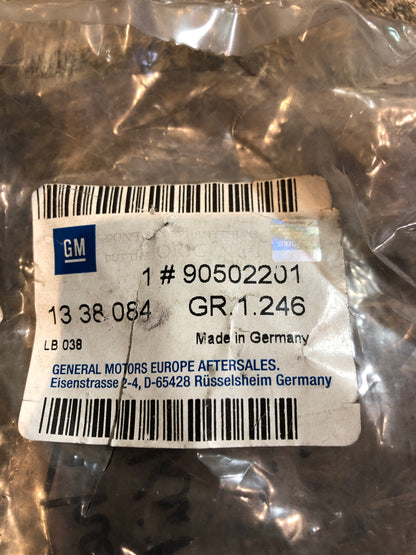 GM
1 # 90502201
13 38 084 GR.1.246
LB 038 Made in Germany
GENERAL MOTORS EUROPE AFTERSALES.
Eisenstrasse 2-4, D-65428 Rüsselsheim Germany